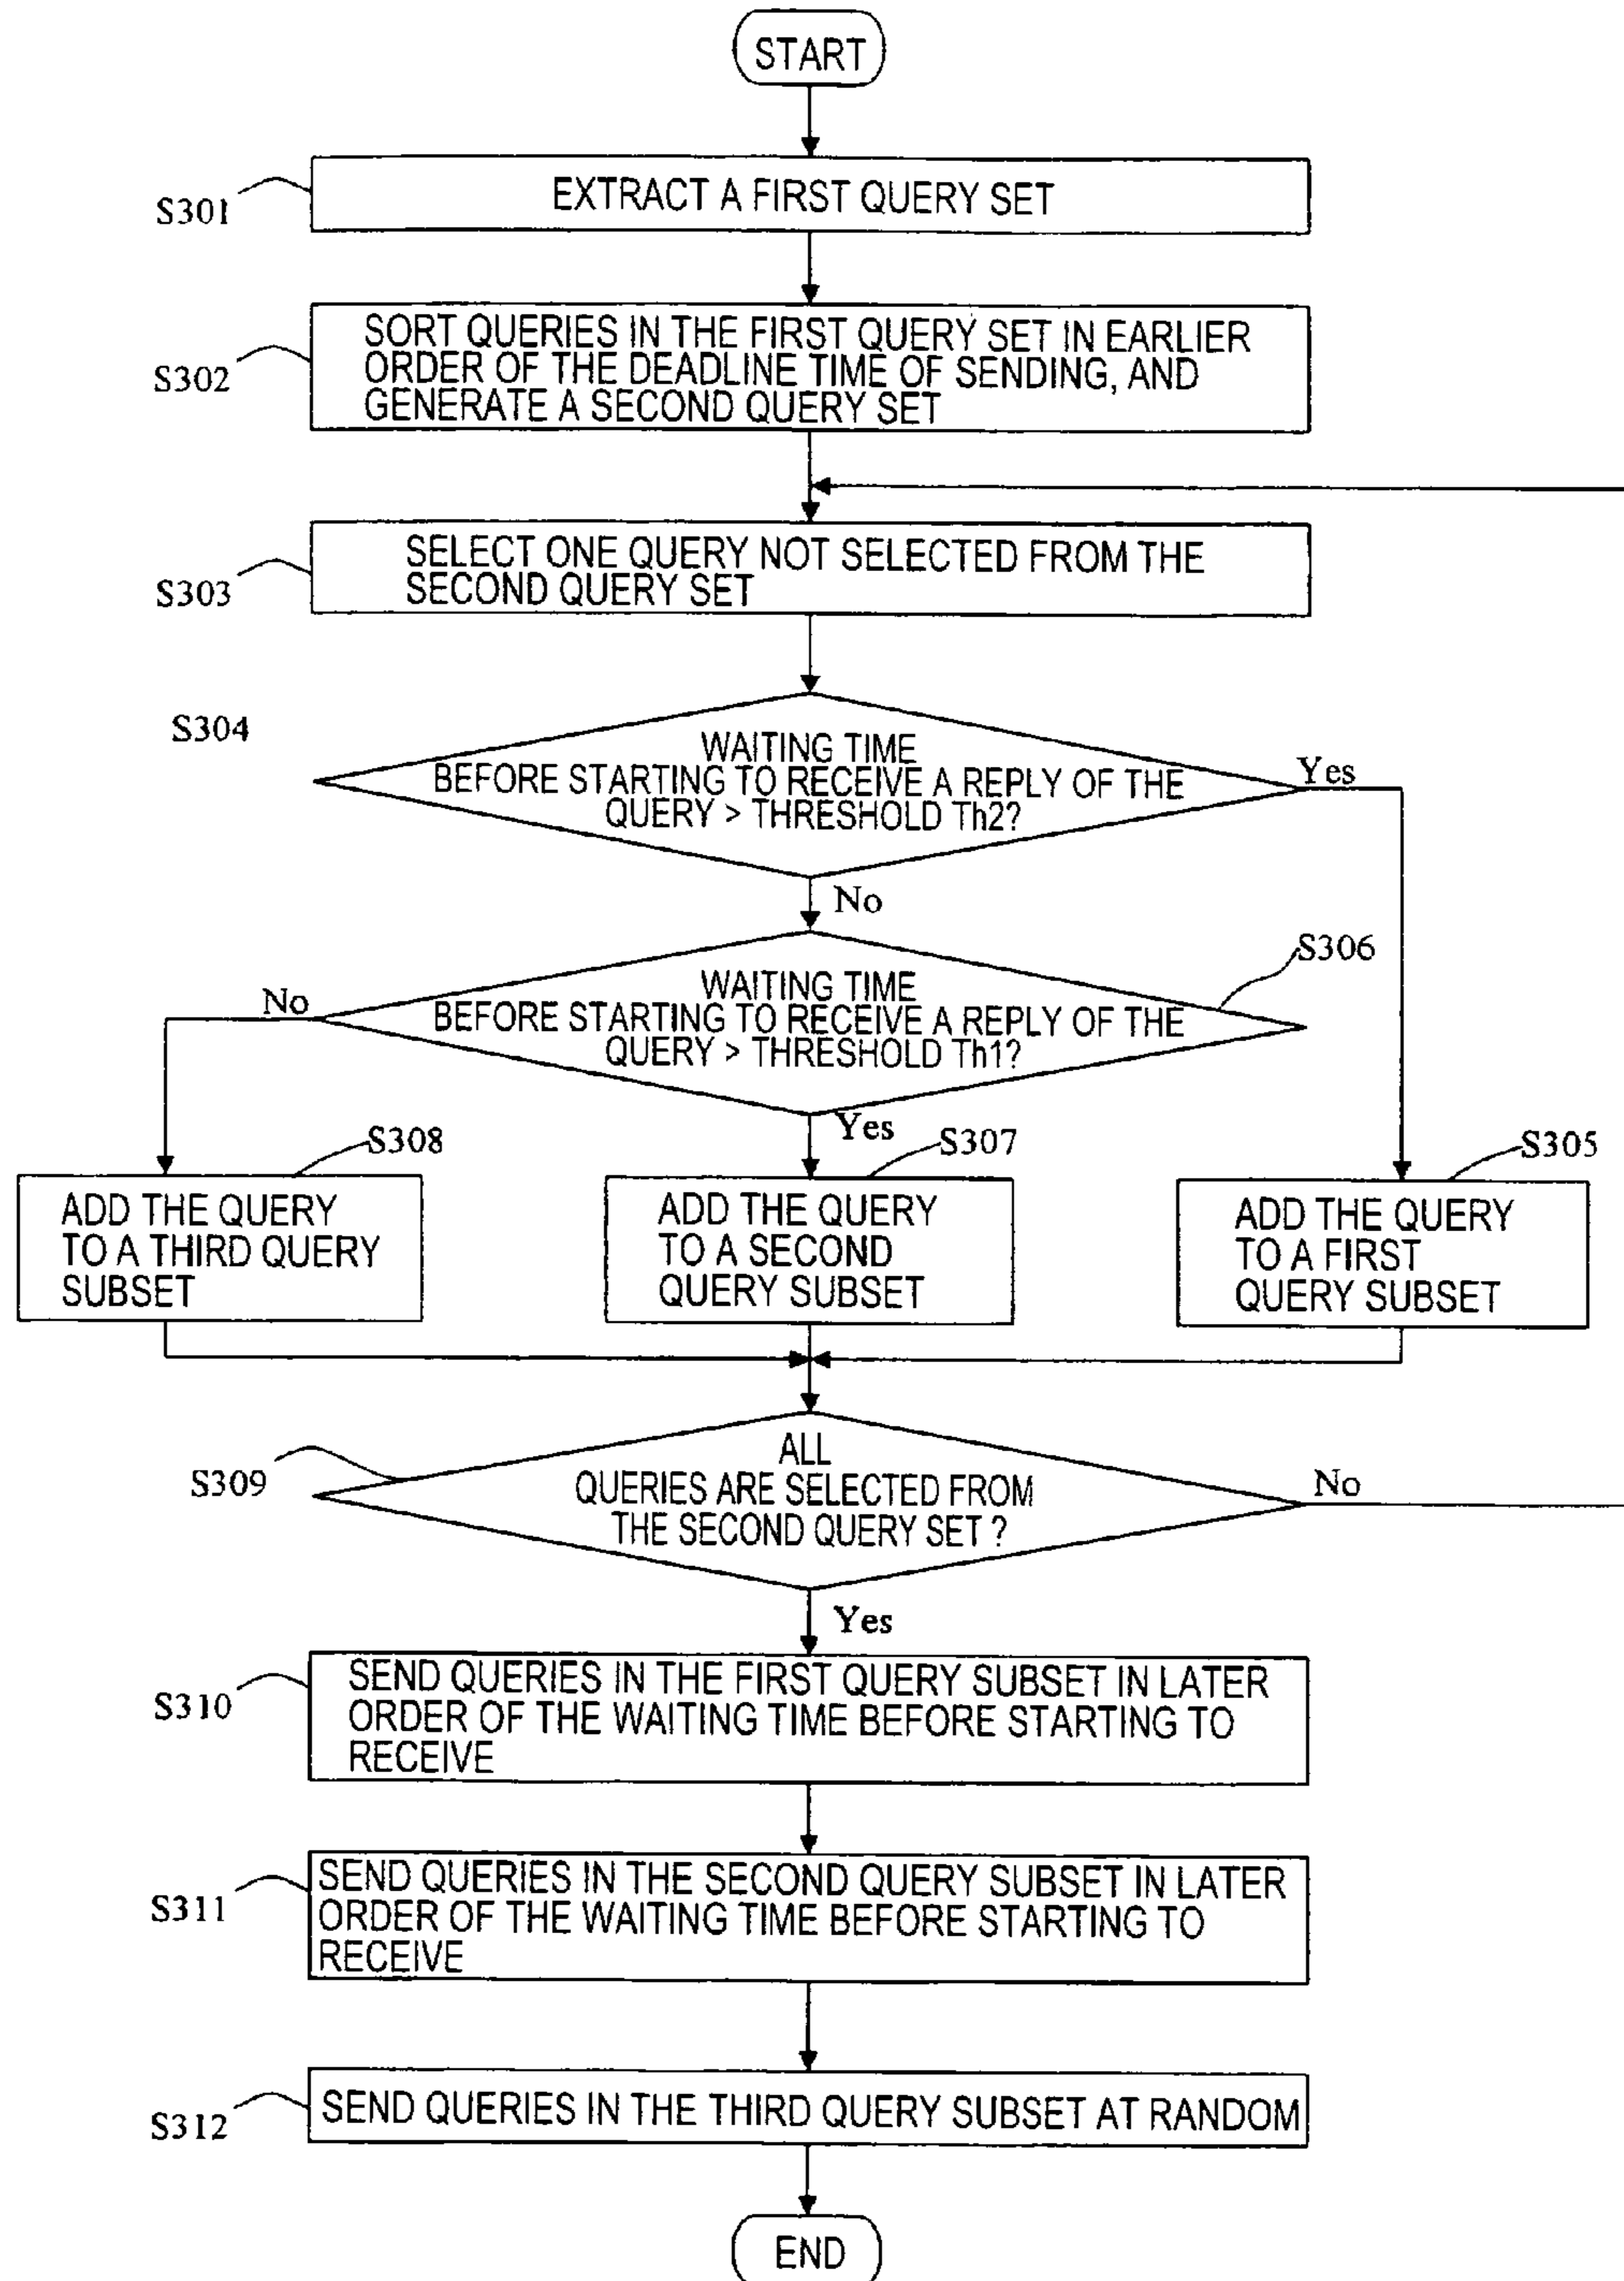 START
S301
EXTRACT A FIRST QUERY SET
S302
SORT QUERIES IN THE FIRST QUERY SET IN EARLIER
ORDER OF THE DEADLINE TIME OF SENDING, AND
GENERATE A SECOND QUERY SET
S303
SELECT ONE QUERY NOT SELECTED FROM THE
SECOND QUERY SET
S304
WAITING TIME
BEFORE STARTING TO RECEIVE A REPLY OF THE
QUERY > THRESHOLD Th2?
Yes
No
S306
WAITING TIME
BEFORE STARTING TO RECEIVE A REPLY OF THE
QUERY > THRESHOLD Th1?
No
Yes
S308
ADD THE QUERY
TO A THIRD QUERY
SUBSET
S307
ADD THE QUERY
TO A SECOND
QUERY SUBSET
S305
ADD THE QUERY
TO A FIRST
QUERY SUBSET
S309
ALL
QUERIES ARE SELECTED FROM
THE SECOND QUERY SET ?
No
Yes
S310
SEND QUERIES IN THE FIRST QUERY SUBSET IN LATER
ORDER OF THE WAITING TIME BEFORE STARTING TO
RECEIVE
S311
SEND QUERIES IN THE SECOND QUERY SUBSET IN LATER
ORDER OF THE WAITING TIME BEFORE STARTING TO
RECEIVE
S312
SEND QUERIES IN THE THIRD QUERY SUBSET AT RANDOM
END